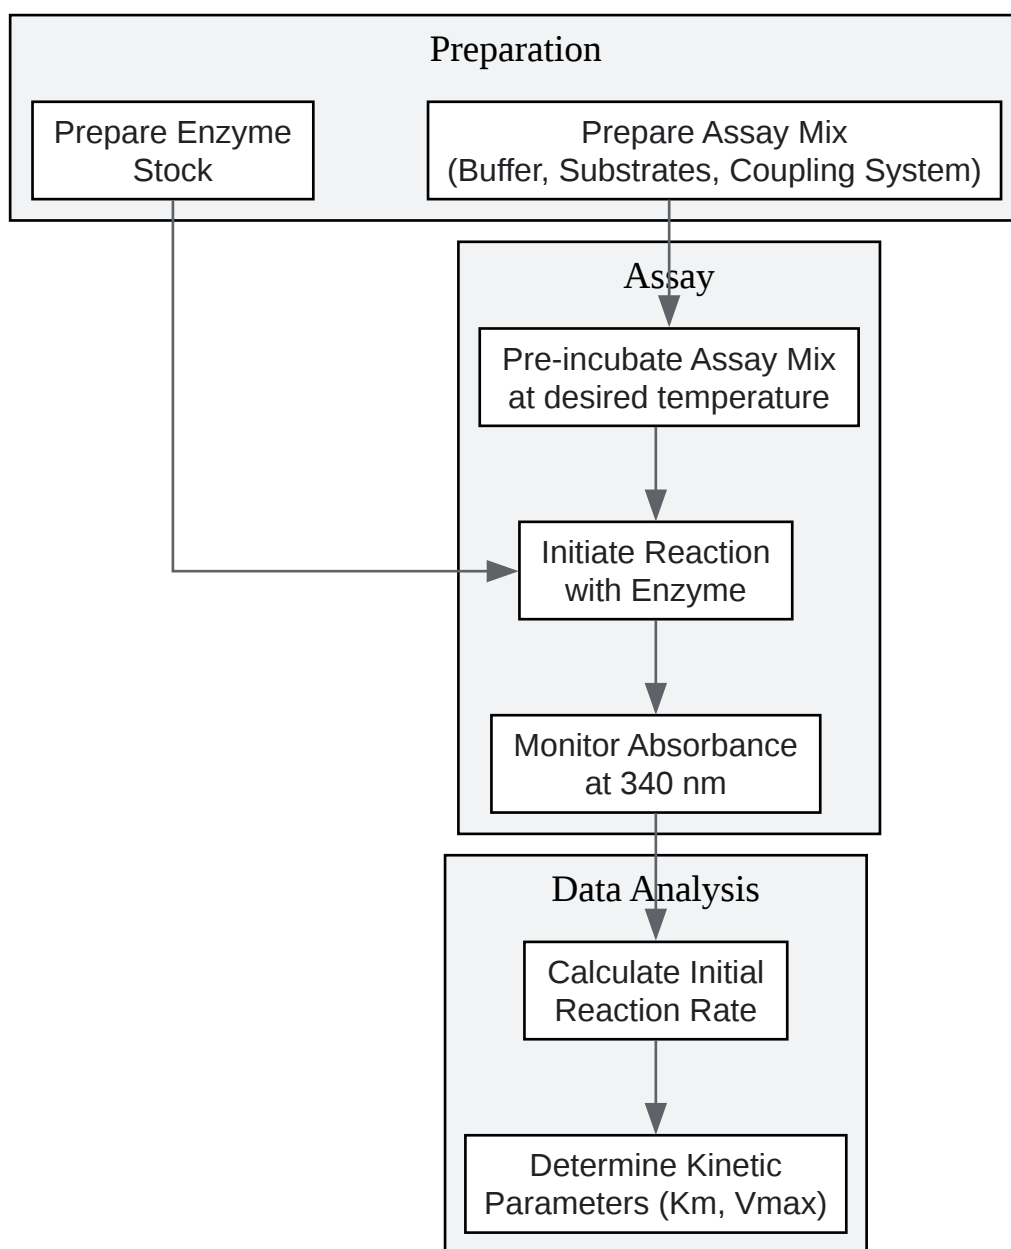 Preparation
Prepare Enzyme
Stock
Prepare Assay Mix
(Buffer, Substrates, Coupling System)
Assay
Pre-incubate Assay Mix
at desired temperature
Initiate Reaction
with Enzyme
Monitor Absorbance
at 340 nm
Data Analysis
Calculate Initial
Reaction Rate
Determine Kinetic
Parameters (Km, Vmax)